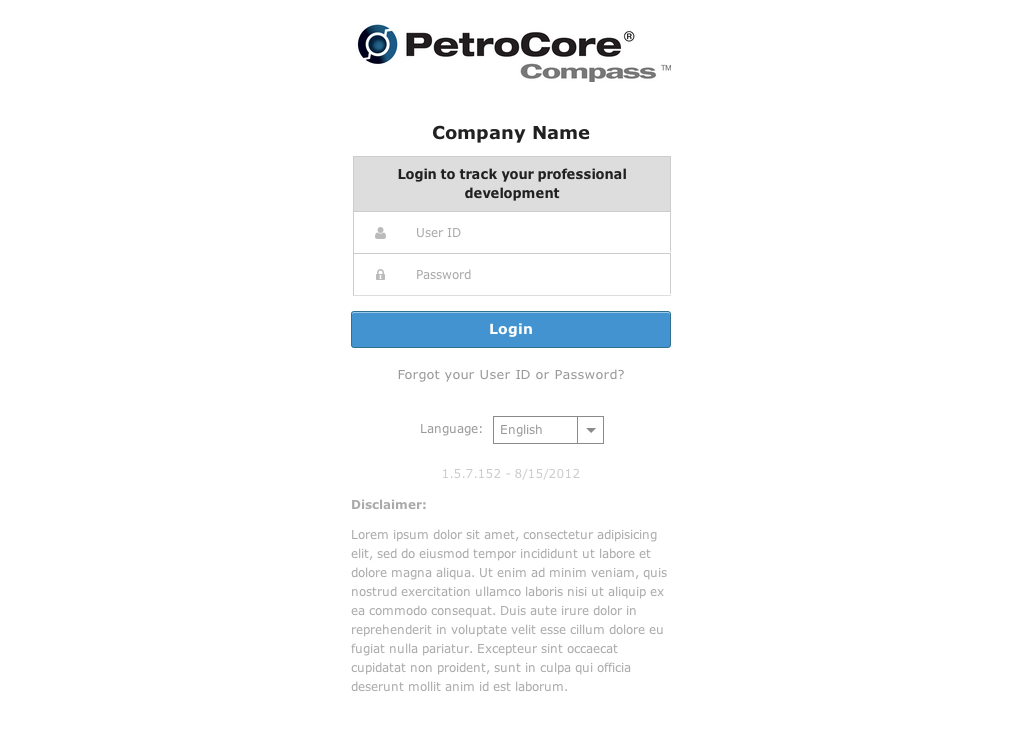 PetroCore®
Compass ™
Company Name
Login to track your professional
development
User ID
Password
Login
Forgot your User ID or Password?
Language: English
1.5.7.152 - 8/15/2012
Disclaimer:
Lorem ipsum dolor sit amet, consectetur adipisicing
elit, sed do eiusmod tempor incididunt ut labore et
dolore magna aliqua. Ut enim ad minim veniam, quis
nostrud exercitation ullamco laboris nisi ut aliquip ex
ea commodo consequat. Duis aute irure dolor in
reprehenderit in voluptate velit esse cillum dolore eu
fugiat nulla pariatur. Excepteur sint occaecat
cupidatat non proident, sunt in culpa qui officia
deserunt mollit anim id est laborum.